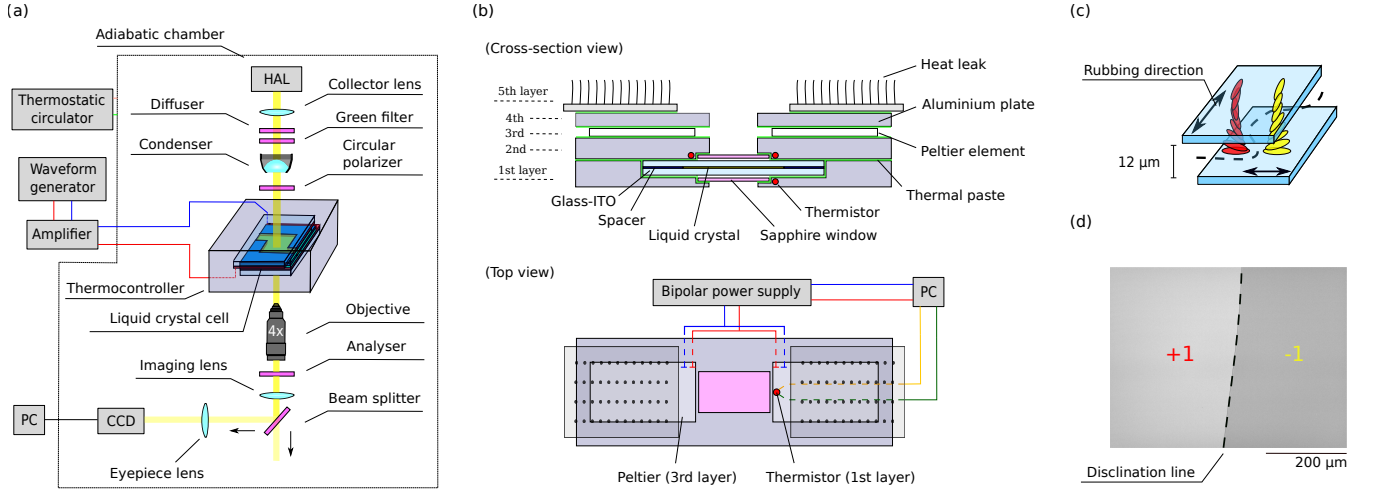 (a)
Adiabatic chamber
HAL
Collector lens
Thermostatic
circulator
Diffuser
Green filter
Condenser
Circular
polarizer
Waveform
generator
Amplifier
Thermocontroller
Liquid crystal cell
4x
Objective
Analyser
Imaging lens
Beam splitter
PC
CCD
Eyepiece lens
(b)
(Cross-section view)
Heat leak
5th layer
4th
3rd
2nd
1st layer
Aluminium plate
Peltier element
Thermal paste
Glass-ITO
Spacer
Liquid crystal
Sapphire window
Thermistor
(Top view)
Bipolar power supply
PC
Peltier (3rd layer)
Thermistor (1st layer)
(c)
Rubbing direction
12 μm
(d)
+1
-1
200 μm
Disclination line